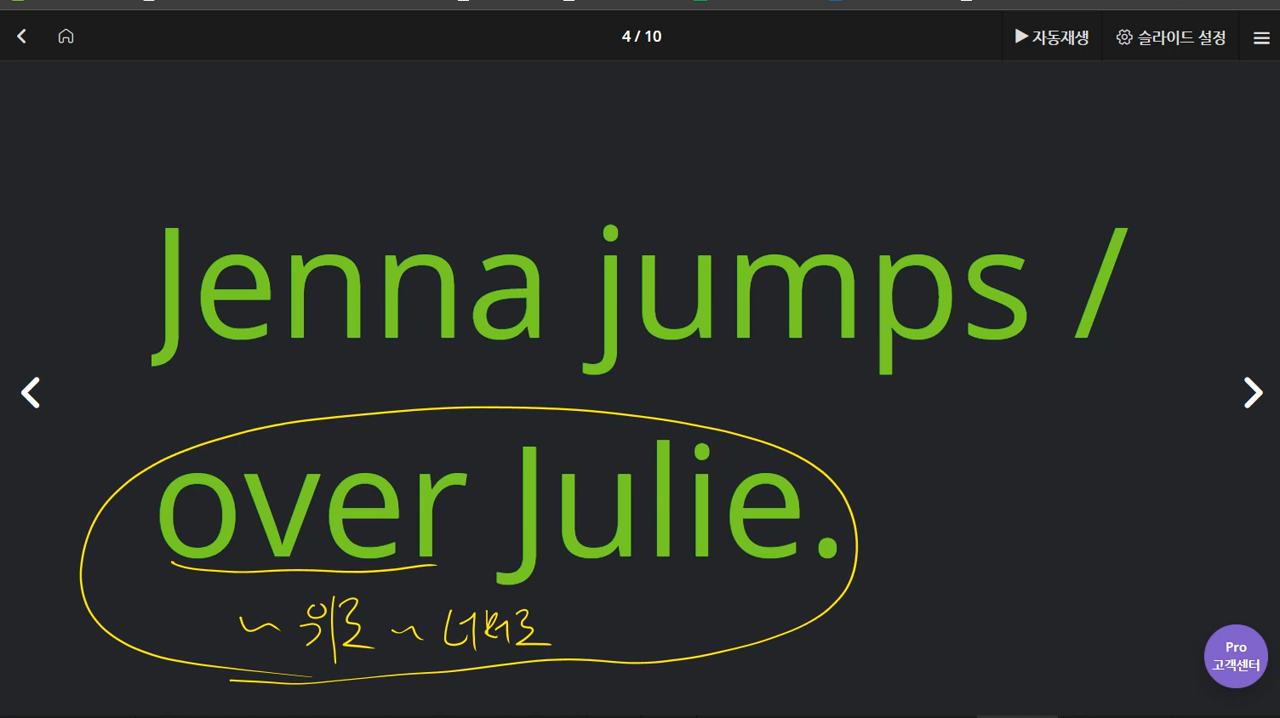 4 / 10
▶ 자동재생
슬라이드 설정
Jenna jumps /
over Julie.
~ 위로 ~ 너머로
Pro
고객센터